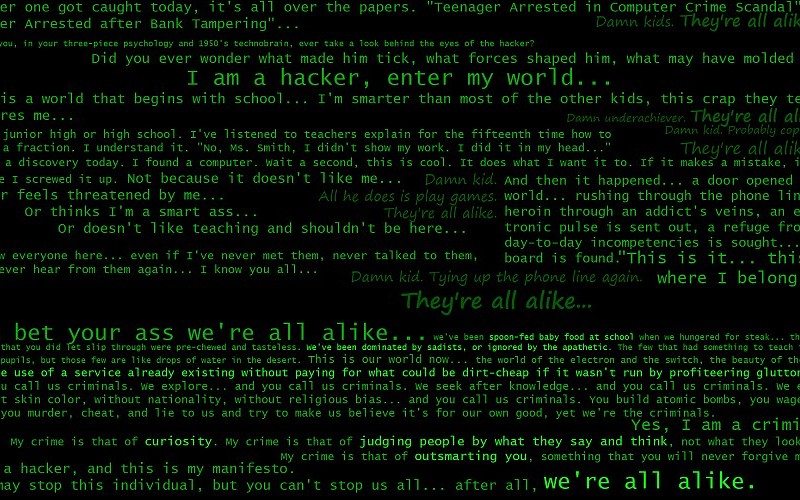 er one got caught today, it's all over the papers. "Teenager Arrested in Computer Crime Scandal"
er Arrested after Bank Tampering"...
Damn kids. They're all alik
you, in your three-piece psychology and 1950's technobrain, ever take a look behind the eyes of the hacker?
Did you ever wonder what made him tick, what forces shaped him, what may have molded
I am a hacker, enter my world...
is a world that begins with school... I'm smarter than most of the other kids, this crap they te
res me...
Damn underachiever. They're all al
junior high or high school. I've listened to teachers explain for the fifteenth time how to
Damn kid. Probably cop
a fraction. I understand it. "No, Ms. Smith, I didn't show my work. I did it in my head..."
They're all alik
a discovery today. I found a computer. Wait a second, this is cool. It does what I want it to. If it makes a mistake, i
e I screwed it up. Not because it doesn't like me...
r feels threatened by me...
Or thinks I'm a smart ass...
Or doesn't like teaching and shouldn't be here...
Damn kid.
All he does is play games.
They're all alike.
And then it happened... a door opened
world... rushing through the phone lin
heroin through an addict's veins, an e
tronic pulse is sent out, a refuge fro
day-to-day incompetencies is sought...
board is found."This is it... this
where I belong
w everyone here... even if I've never met them, never talked to them,
ever hear from them again... I know you all...
Damn kid. Tying up the phone line again.
They're all alike...
bet your ass we're all alike... we've been spoon-fed baby food at school when we hungered for steak... th
that you did let slip through were pre-chewed and tasteless. we've been dominated by sadists, or ignored by the apathetic. The few that had something to teach
pupils, but those few are like drops of water in the desert. This is our world now... the world of the electron and the switch, the beauty of th
e use of a service already existing without paying for what could be dirt-cheap if it wasn't run by profiteering glutton
u call us criminals. We explore... and you call us criminals. We seek after knowledge... and you call us criminals. We e
t skin color, without nationality, without religious bias... and you call us criminals. You build atomic bombs, you wage
you murder, cheat, and lie to us and try to make us believe it's for our own good, yet we're the criminals.
Yes, I am a crimi
My crime is that of curiosity. My crime is that of judging people by what they say and think, not what they look
My crime is that of outsmarting you, something that you will never forgive m
a hacker, and this is my manifesto.
may stop this individual, but you can't stop us all... after all, we're all alike.